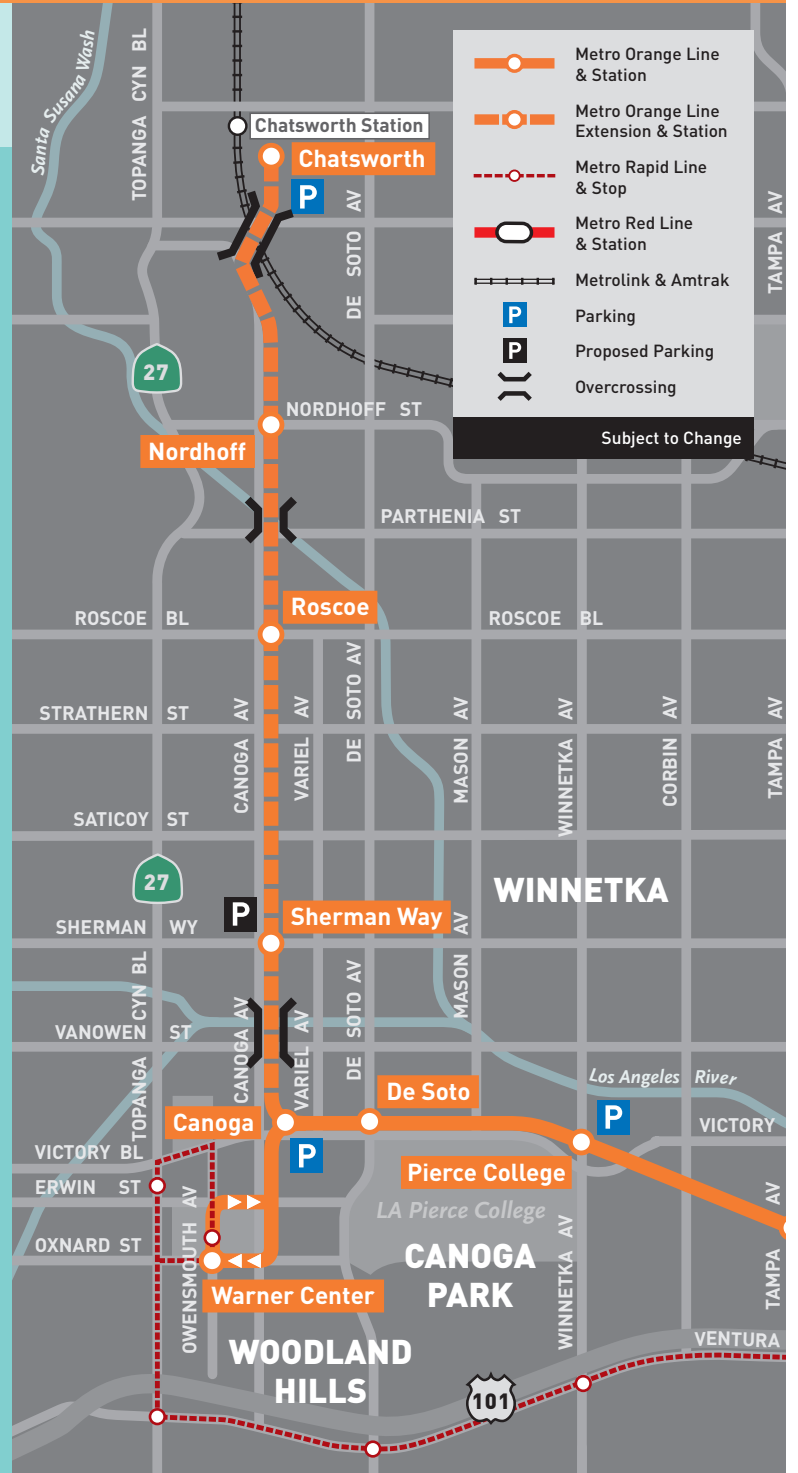 Santa Susana Wash
TOPANGA CYN BL
Chatsworth Station
Chatsworth
P
DE SOTO AV
TAMPA AV
Metro Orange Line
& Station
Metro Orange Line
Extension & Station
Metro Rapid Line
& Stop
Metro Red Line
& Station
Metrolink & Amtrak
P
Parking
P
Proposed Parking
Overcrossing
Subject to Change
27
NORDHOFF ST
Nordhoff
PARTHENIA ST
Roscoe
ROSCOE BL
ROSCOE BL
STRATHERN ST
CANOGA AV
VARIEL AV
DE SOTO AV
MASON AV
WINNETKA AV
CORBIN AV
TAMPA AV
SATICOY ST
27
WINNETKA
P
Sherman Way
SHERMAN WY
TOPANGA CYN BL
CANOGA AV
VARIEL AV
DE SOTO AV
MASON AV
VANOWEN ST
Los Angeles River
De Soto
Canoga
P
P
VICTORY
VICTORY BL
Pierce College
ERWIN ST
LA Pierce College
OXNARD ST
OWENSMOUTH AV
CANOGA
PARK
WINNETKA AV
TAMPA AV
Warner Center
WOODLAND
HILLS
VENTURA
101